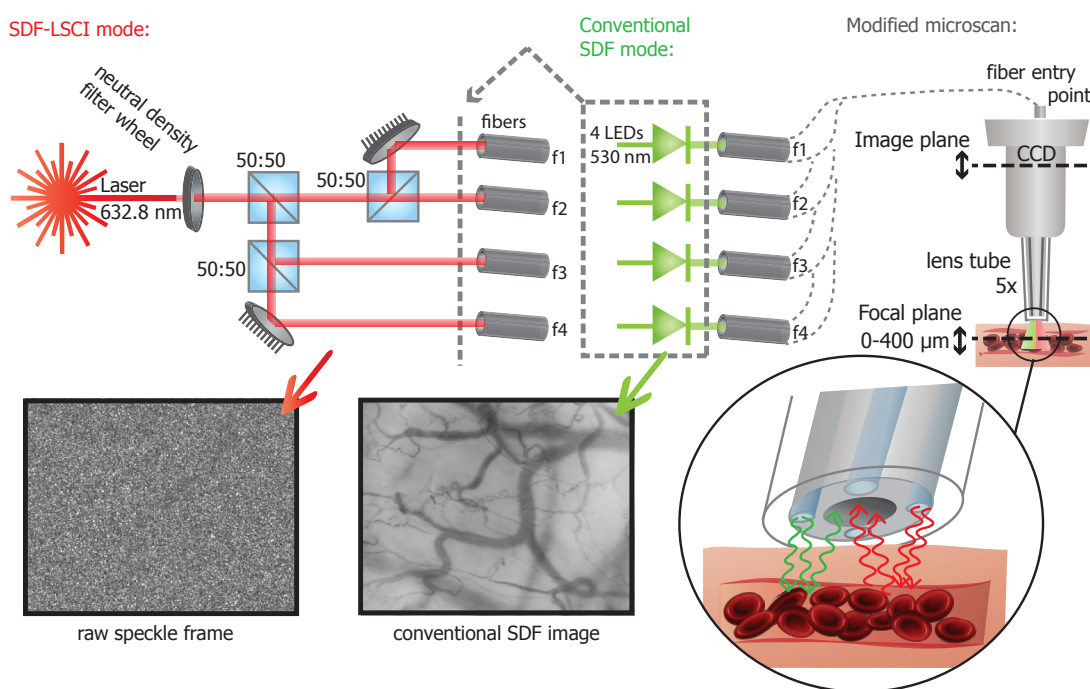 SDF-LSCI mode:
Conventional
SDF mode:
Modified microscan:
neutral density
filter wheel
Laser
632.8 nm
50:50
50:50
50:50
fibers
f1
f2
f3
f4
4 LEDs
530 nm
f1
f2
f3
f4
fiber entry
point
Image plane
CCD
lens tube
5x
Focal plane
0-400 µm
raw speckle frame
conventional SDF image